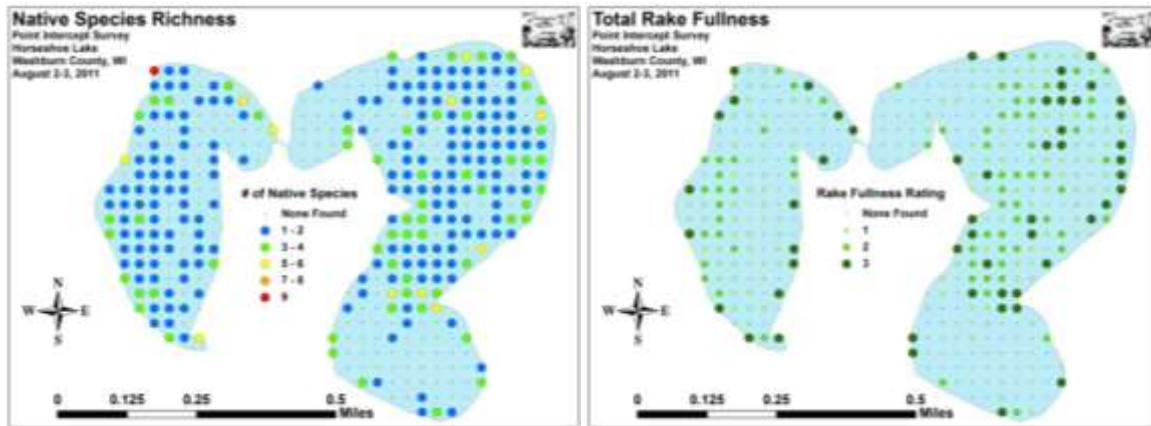 Native Species Richness
Point Intercept Survey
Horseshoe Lake
Washburn County, WI
August 2-3, 2011
# of Native Species
None Found
1 - 2
3 - 4
5 - 6
7 - 8
9
N
W E
S
0 0.125 0.25 0.5
Miles
Total Rake Fullness
Point Intercept Survey
Horseshoe Lake
Washburn County, WI
August 2-3, 2011
Rake Fullness Rating
None Found
1
2
3
N
W E
S
0 0.125 0.25 0.5
Miles